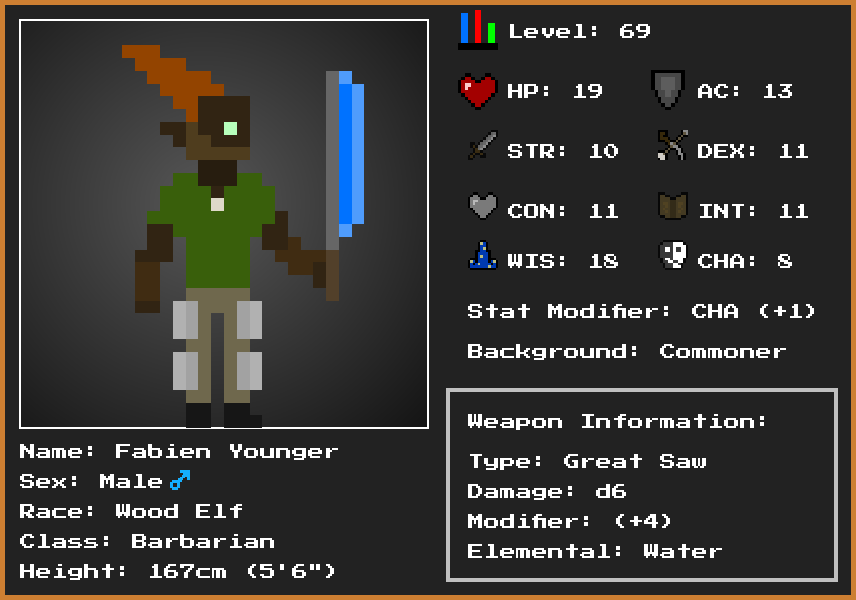 Level: 69
HP: 19 AC: 13
STR: 10 DEX: 11
CON: 11 INT: 11
WIS: 18 CHA: 8
Stat Modifier: CHA (+1)
Background: Commoner
Weapon Information:
Type: Great Saw
Damage: d6
Modifier: (+4)
Elemental: Water
Name: Fabien Younger
Sex: Male♂
Race: Wood Elf
Class: Barbarian
Height: 167cm (5'6")